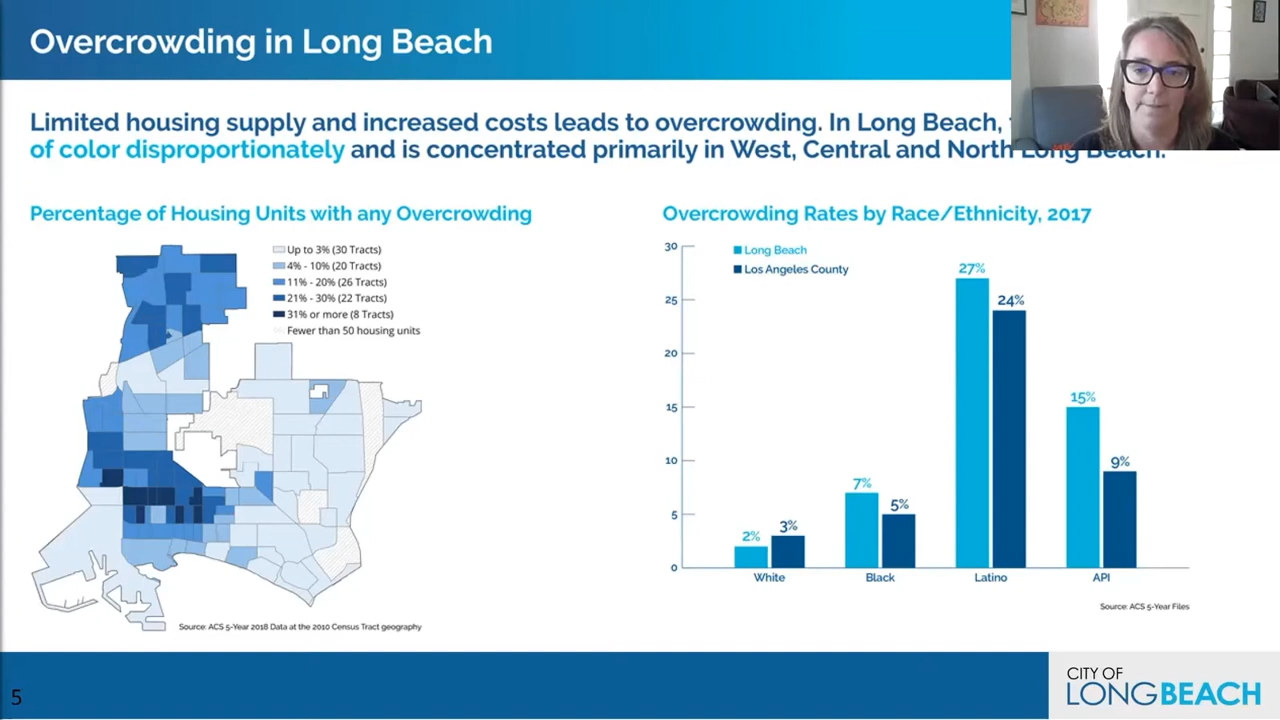 Overcrowding in Long Beach
Limited housing supply and increased costs leads to overcrowding. In Long Beach,
of color disproportionately and is concentrated primarily in West, Central and North Long Beach.
Percentage of Housing Units with any Overcrowding
Up to 3% (30 Tracts)
4% - 10% (20 Tracts)
11% - 20% (26 Tracts)
21% - 30% (22 Tracts)
31% or more (8 Tracts)
Fewer than 50 housing units
Source: ACS 5-Year 2018 Data at the 2010 Census Tract geography
Overcrowding Rates by Race/Ethnicity, 2017
Long Beach
Los Angeles County
30
25
20
15
10
5
0
2%
3%
7%
5%
27%
24%
15%
9%
White
Black
Latino
API
Source: ACS 5-Year Files
5
CITY OF
LONGBEACH